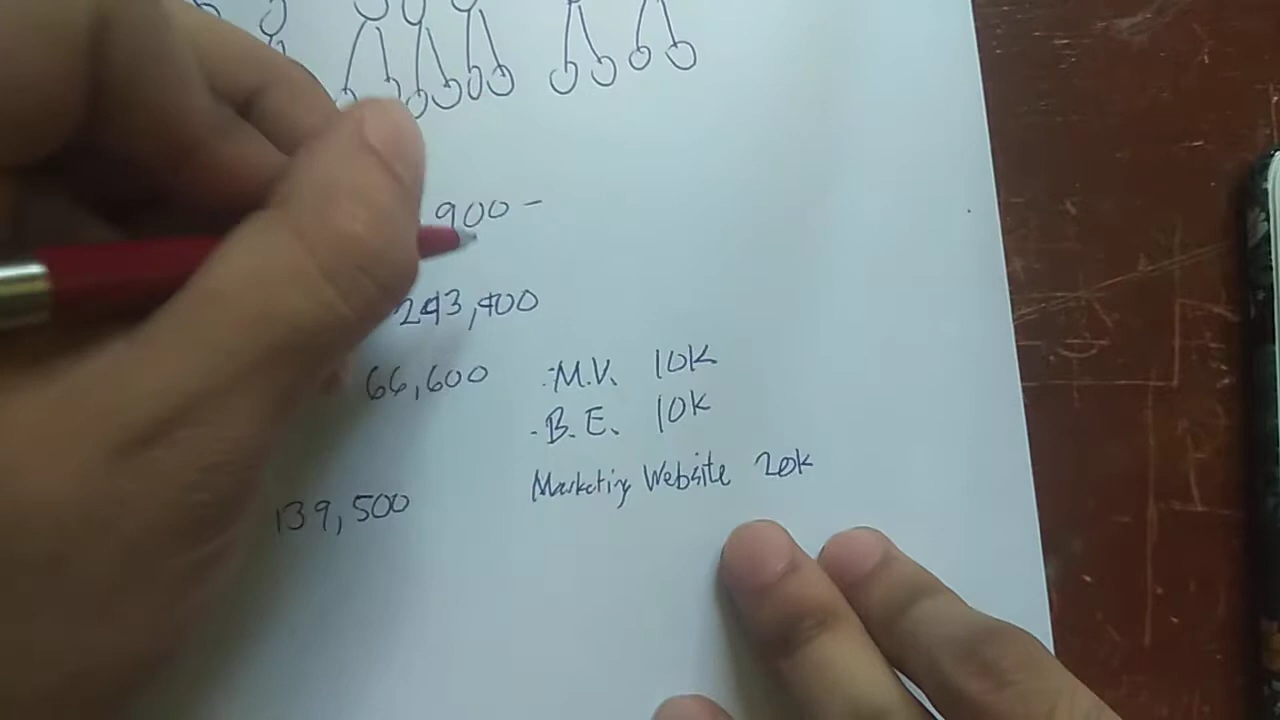 900 -
243,400
66,600
- M.V. 10K
- B.E. 10K
Marketing Website 20K
139,500